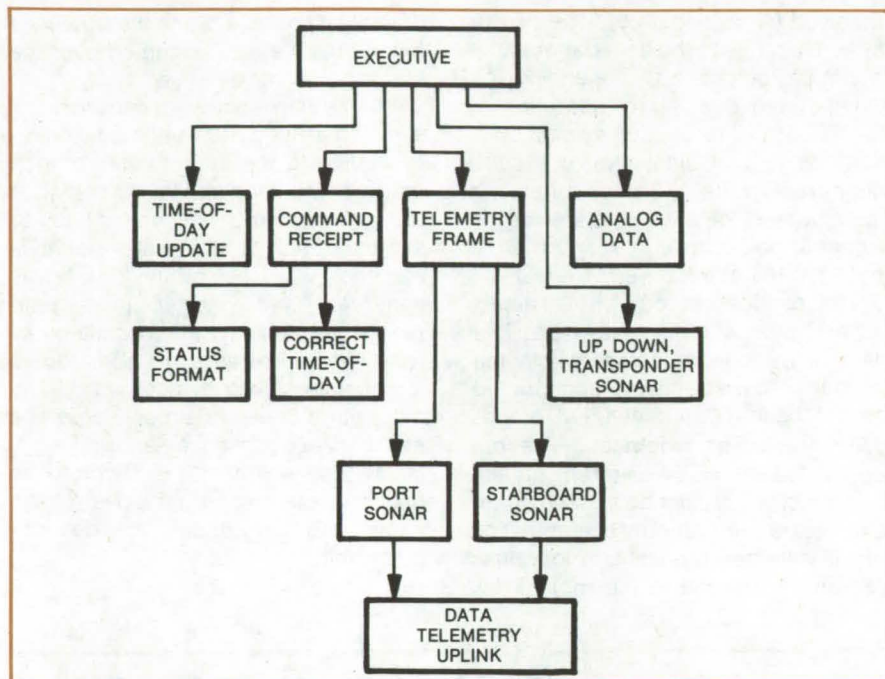 EXECUTIVE
TIME-OF-
DAY
UPDATE
COMMAND
RECEIPT
TELEMETRY
FRAME
ANALOG
DATA
STATUS
FORMAT
CORRECT
TIME-OF-
DAY
UP, DOWN,
TRANSPONDER
SONAR
PORT
SONAR
STARBOARD
SONAR
DATA
TELEMETRY
UPLINK